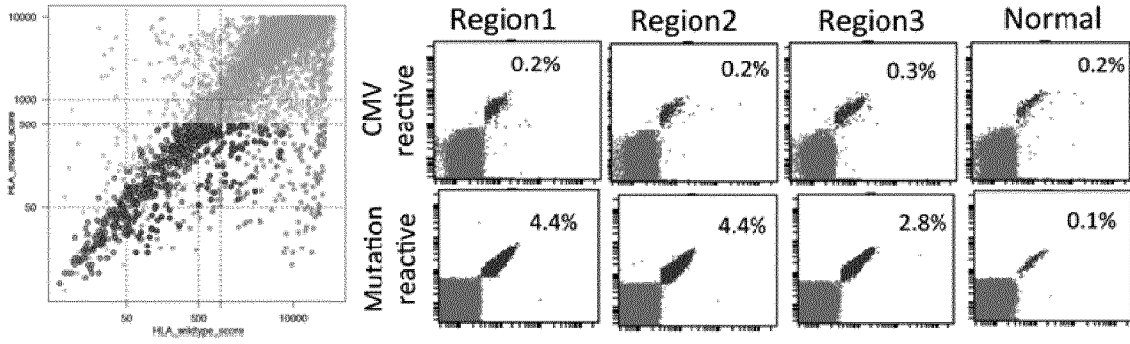 10000
1000
500
50
HLA_mutant_score
50
500
10000
HLA_wildtype_score
Region1
Region2
Region3
Normal
CMV
reactive
0.2%
0.2%
0.3%
0.2%
Mutation
reactive
4.4%
4.4%
2.8%
0.1%